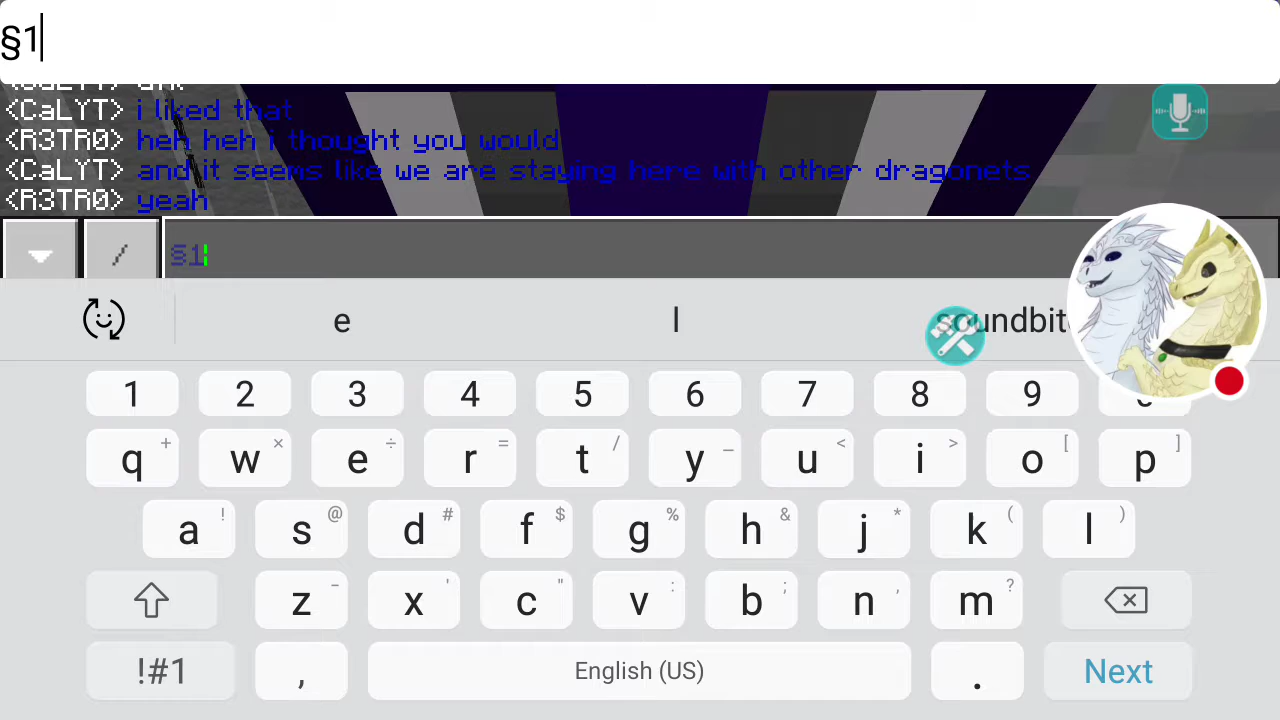 §1
<CaLYT> i liked that
<R3TR0> heh heh i thought you would
<CaLYT> and it seems like we are staying here with other dragonets
<R3TR0> yeah
/ §1
e l soundbit
1 2 3 4 5 6 7 8 9
q + w × e ÷ r = t / y _ u < i > o [ p ]
a ! s @ d # f $ g % h & j * k ( l )
z - x ' c " v : b ; n , m ?
!#1 , English (US) . Next